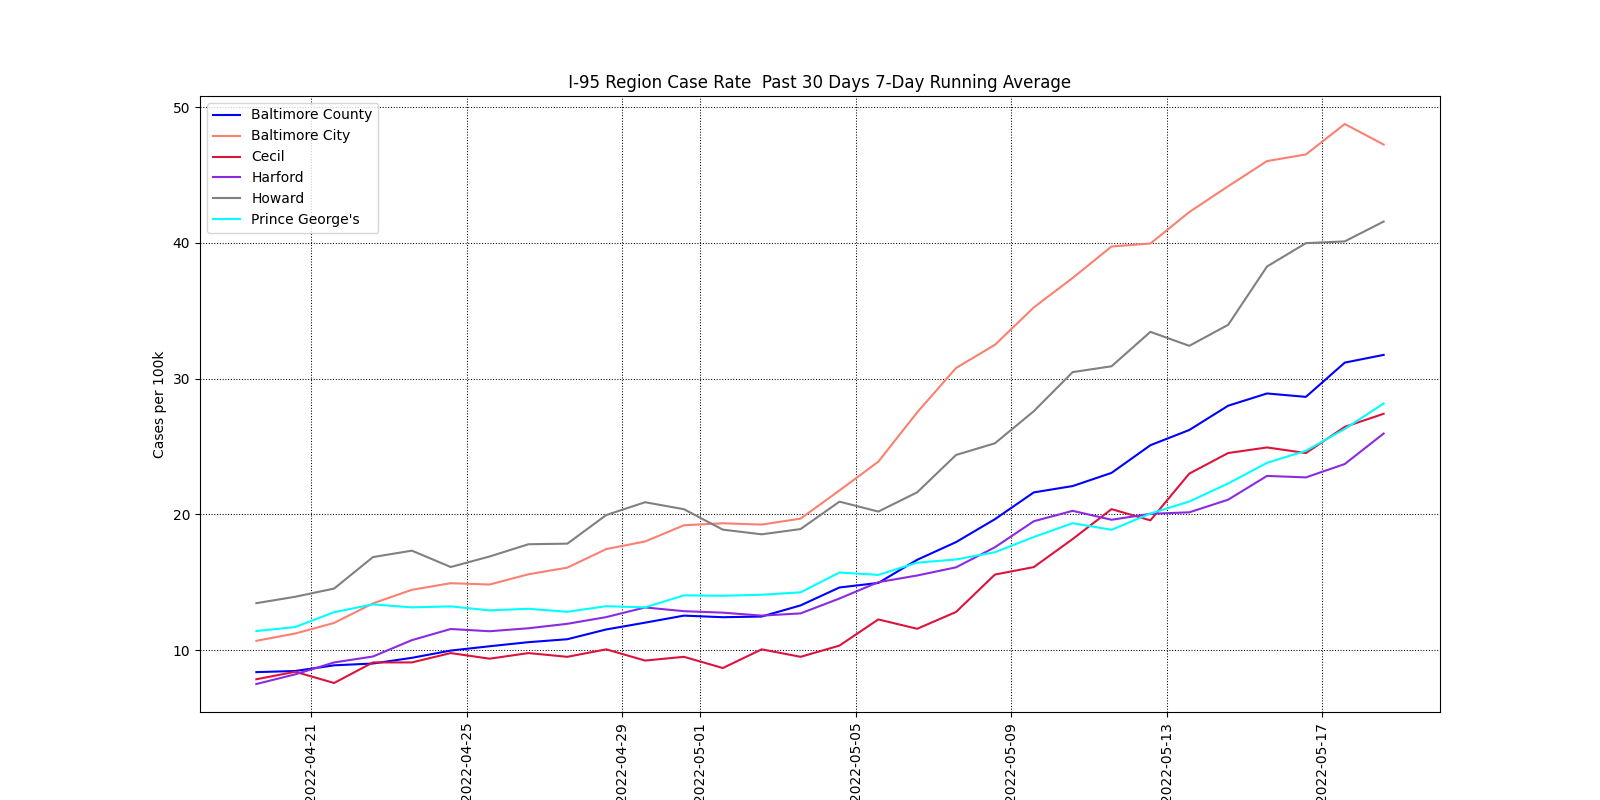 I-95 Region Case Rate  Past 30 Days 7-Day Running Average
Baltimore County
Baltimore City
Cecil
Harford
Howard
Prince George's
Cases per 100k
50
40
30
20
10
2022-04-21
2022-04-25
2022-04-29
2022-05-01
2022-05-05
2022-05-09
2022-05-13
2022-05-17